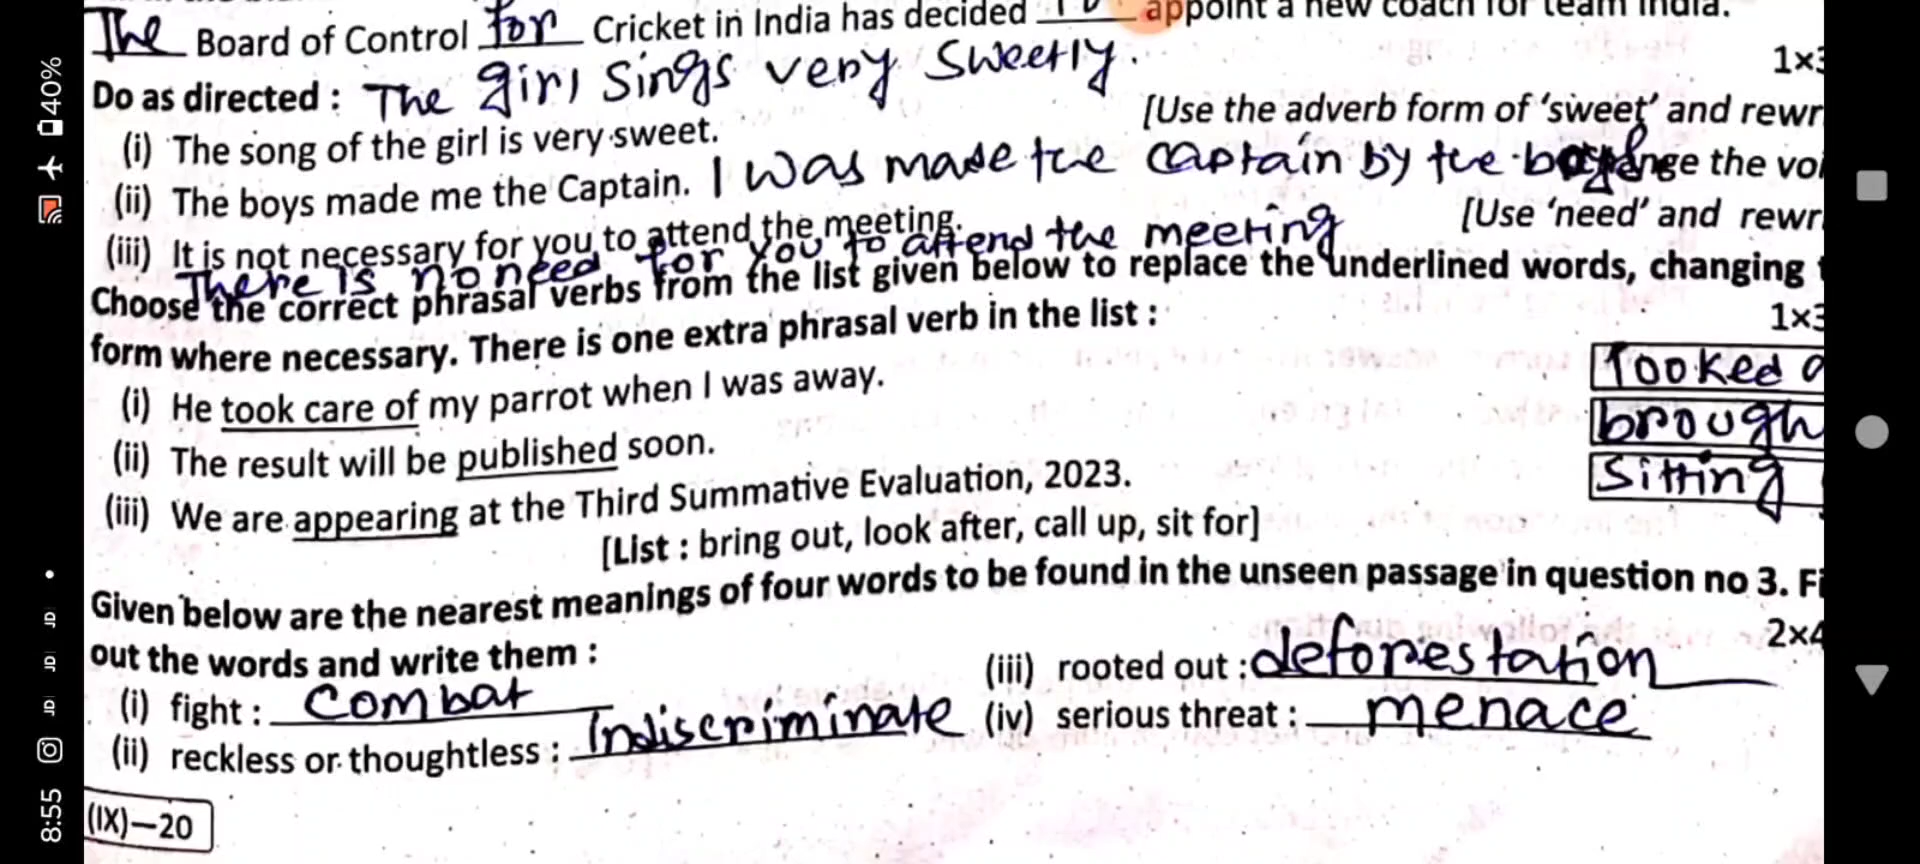 The Board of Control for Cricket in India has decided To appoint a new coach for team India.
1×3
Do as directed : The girl Sings very Sweetly.
[Use the adverb form of 'sweet' and rewr
(i) The song of the girl is very sweet.
(ii) The boys made me the Captain. I was made the captain by the boys nge the voi
(iii) It is not necessary for you to attend the meeting. [Use 'need' and rewr
There is no need for you to attend the meeting
Choose the correct phrasal verbs from the list given below to replace the underlined words, changing
form where necessary. There is one extra phrasal verb in the list : 1×3
(i) He took care of my parrot when I was away. looked a
(ii) The result will be published soon. brough
(iii) We are appearing at the Third Summative Evaluation, 2023. Sitting
[List : bring out, look after, call up, sit for]
Given below are the nearest meanings of four words to be found in the unseen passage in question no 3. Fi
out the words and write them : 2×4
(i) fight : Combat (iii) rooted out : deforestation
(ii) reckless or thoughtless : Indiscriminate (iv) serious threat : menace
(IX)—20
40%
8:55